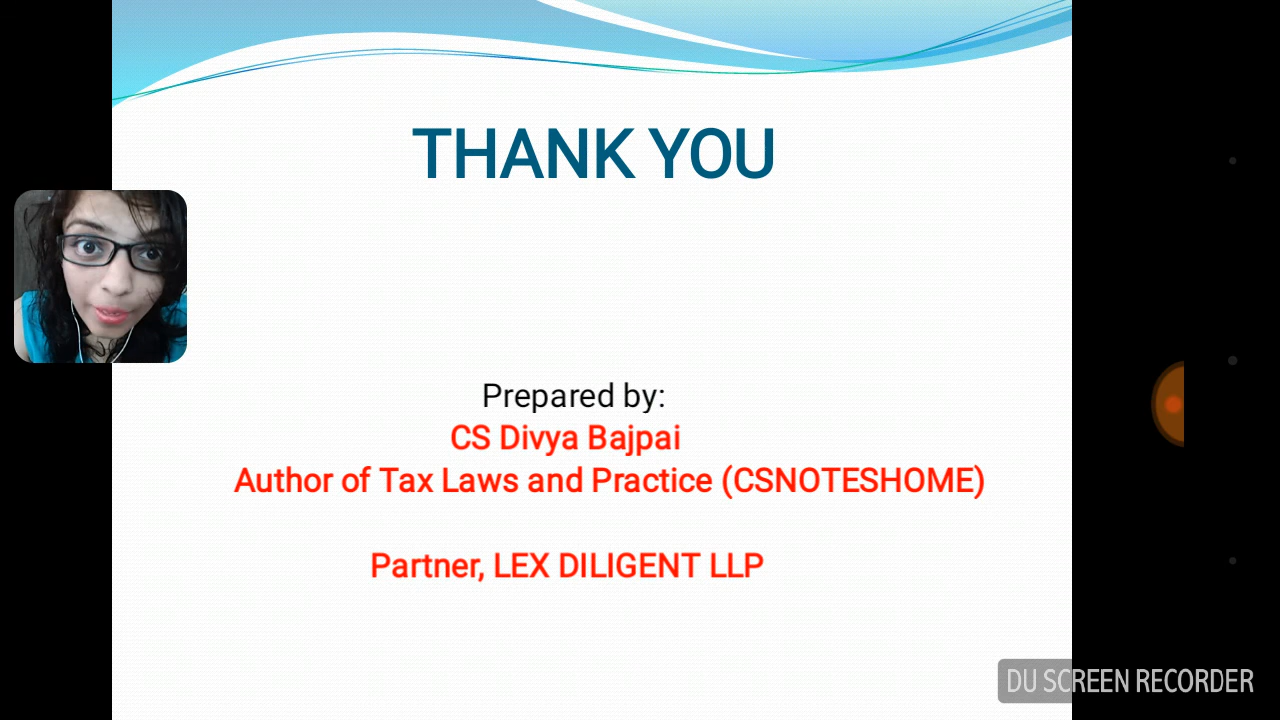 THANK YOU
Prepared by:
CS Divya Bajpai
Author of Tax Laws and Practice (CSNOTESHOME)
Partner, LEX DILIGENT LLP
DU SCREEN RECORDER